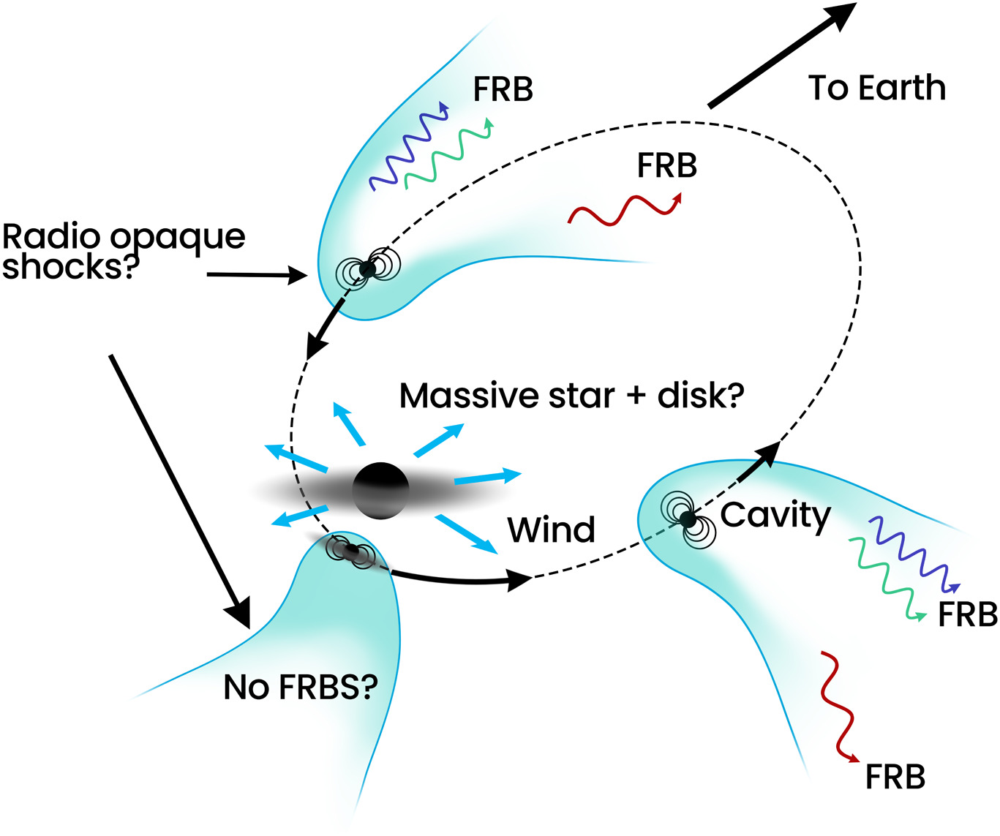 FRB
To Earth
FRB
Radio opaque
shocks?
Massive star + disk?
Cavity
Wind
FRB
No FRBS?
FRB